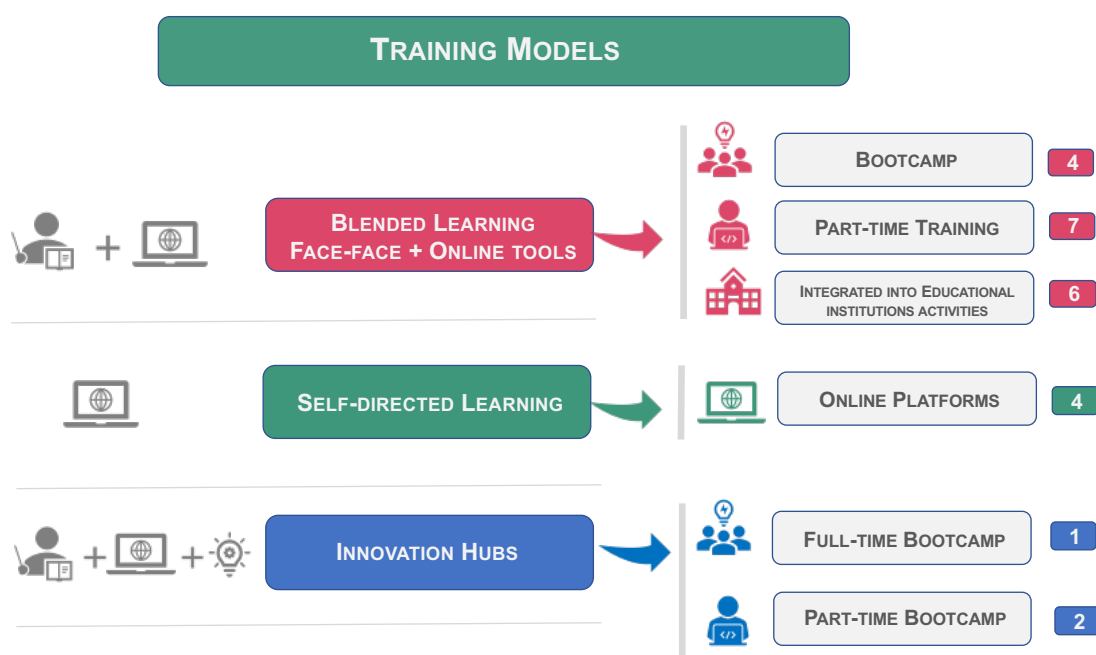 TRAINING MODELS
BOOTCAMP
4
BLENDED LEARNING
FACE-FACE + ONLINE TOOLS
PART-TIME TRAINING
7
INTEGRATED INTO EDUCATIONAL
INSTITUTIONS ACTIVITIES
6
SELF-DIRECTED LEARNING
ONLINE PLATFORMS
4
INNOVATION HUBS
FULL-TIME BOOTCAMP
1
PART-TIME BOOTCAMP
2